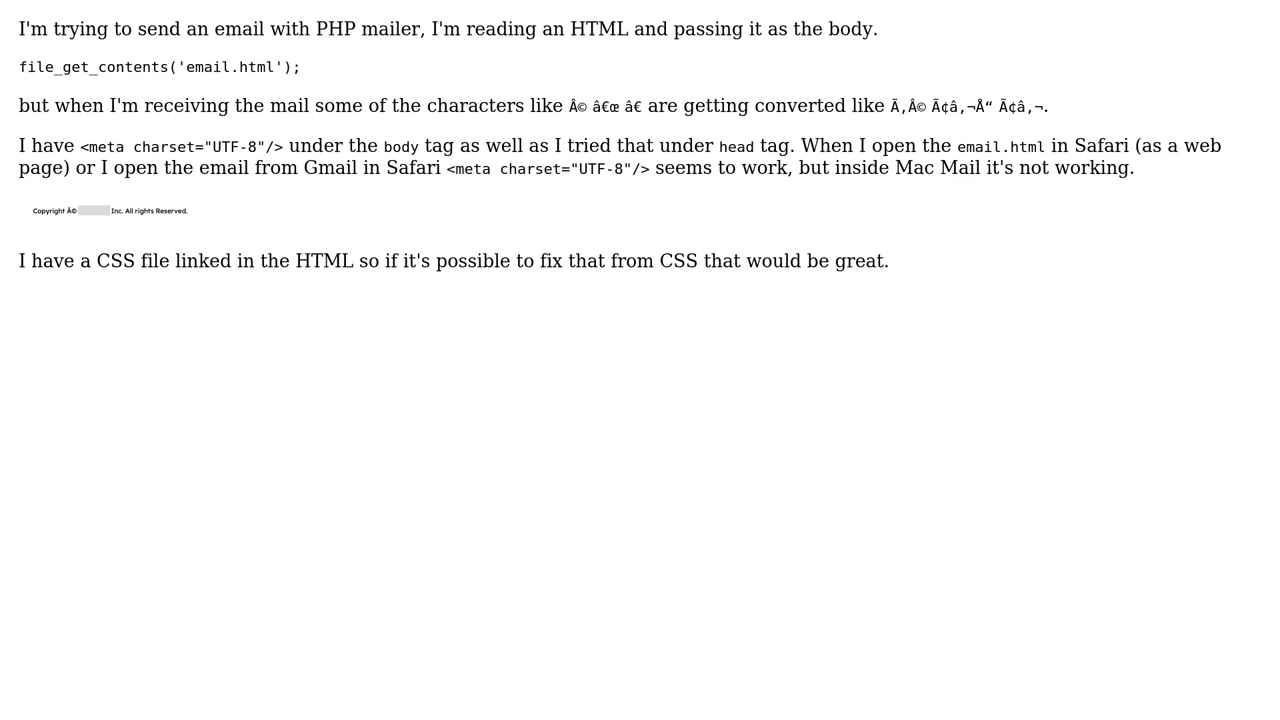 I'm trying to send an email with PHP mailer, I'm reading an HTML and passing it as the body.
file_get_contents('email.html');
but when I'm receiving the mail some of the characters like Â© â€œ â€ are getting converted like Ã‚Â© Ã¢â‚¬Å“ Ã¢â‚¬.
I have <meta charset="UTF-8"/> under the body tag as well as I tried that under head tag. When I open the email.html in Safari (as a web
page) or I open the email from Gmail in Safari <meta charset="UTF-8"/> seems to work, but inside Mac Mail it's not working.
Copyright Â© Inc. All rights Reserved.
I have a CSS file linked in the HTML so if it's possible to fix that from CSS that would be great.